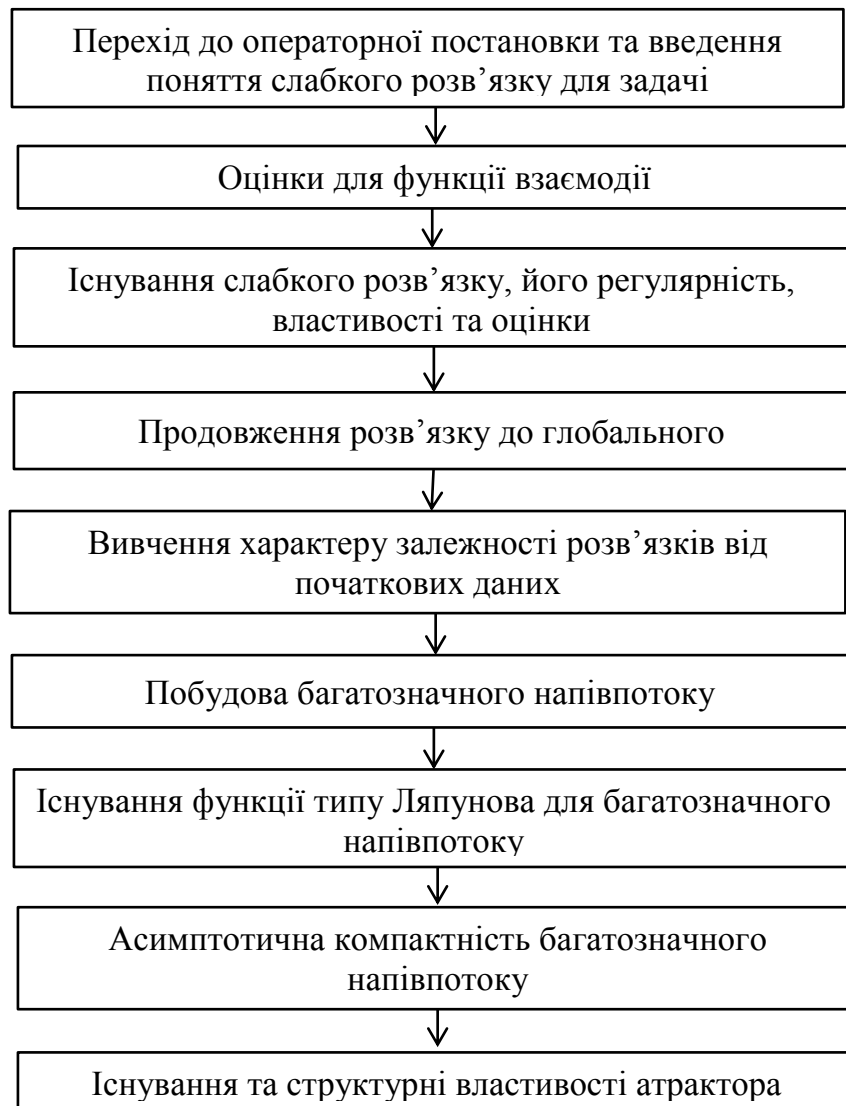 Перехід до операторної постановки та введення
поняття слабкого розв’язку для задачі
Оцінки для функції взаємодії
Існування слабкого розв’язку, його регулярність,
властивості та оцінки
Продовження розв’язку до глобального
Вивчення характеру залежності розв’язків від
початкових даних
Побудова багатозначного напівпотоку
Існування функції типу Ляпунова для багатозначного
напівпотоку
Асимптотична компактність багатозначного
напівпотоку
Існування та структурні властивості атрактора